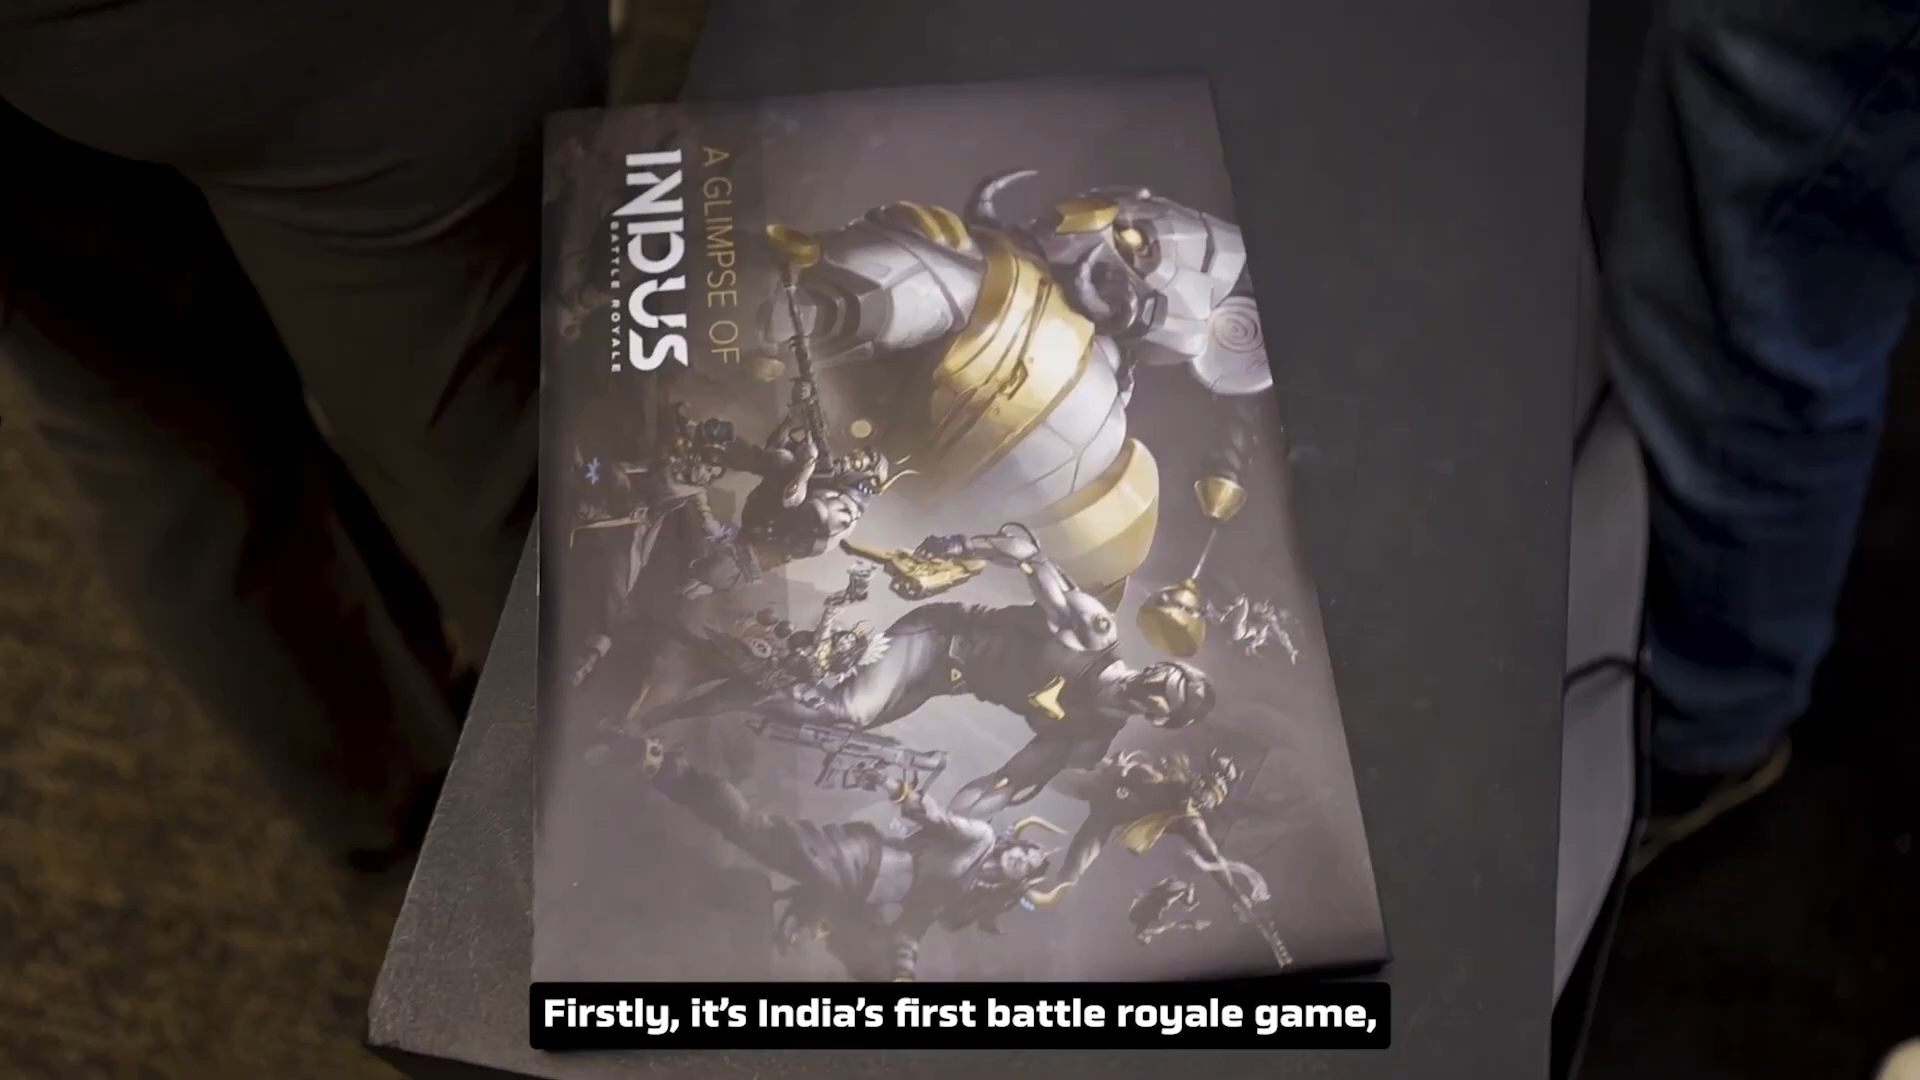 A GLIMPSE OF
INDUS
BATTLE ROYALE
Firstly, it's India's first battle royale game,